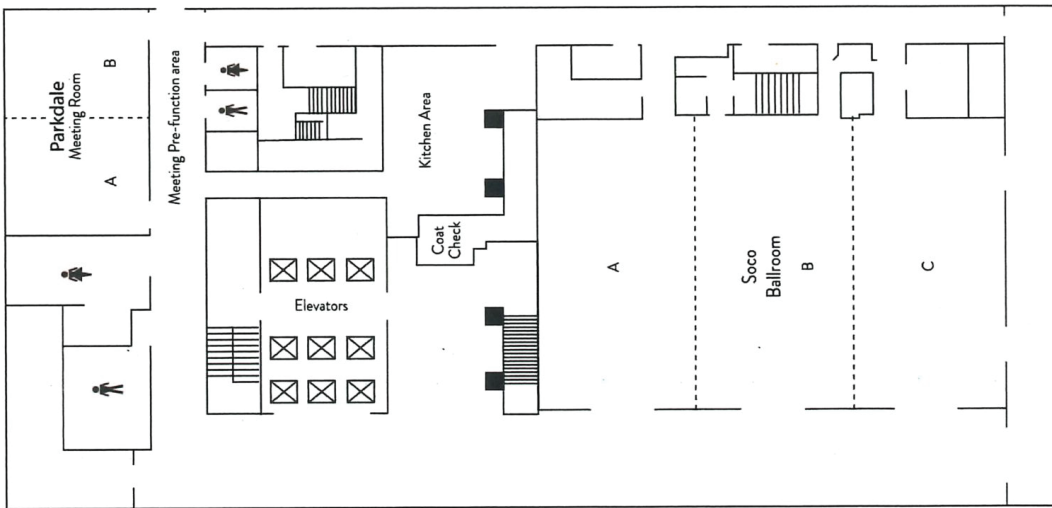 Parkdale
Meeting Room
A
B
Meeting Pre-function area
Kitchen Area
Coat
Check
Elevators
Soco
Ballroom
A
B
C